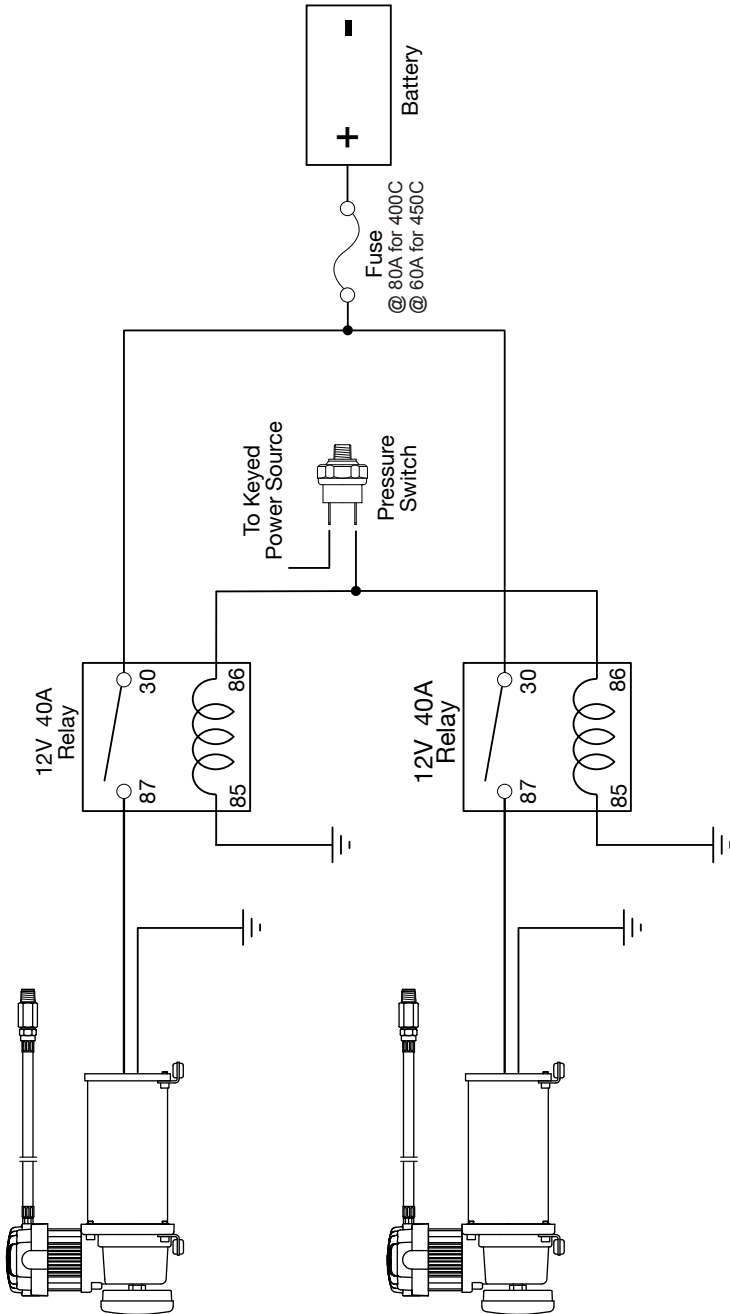 -
+
Battery
Fuse
@ 80A for 400C
@ 60A for 450C
To Keyed
Power Source
Pressure
Switch
12V 40A
Relay
30
87
86
85
12V 40A
Relay
30
87
86
85